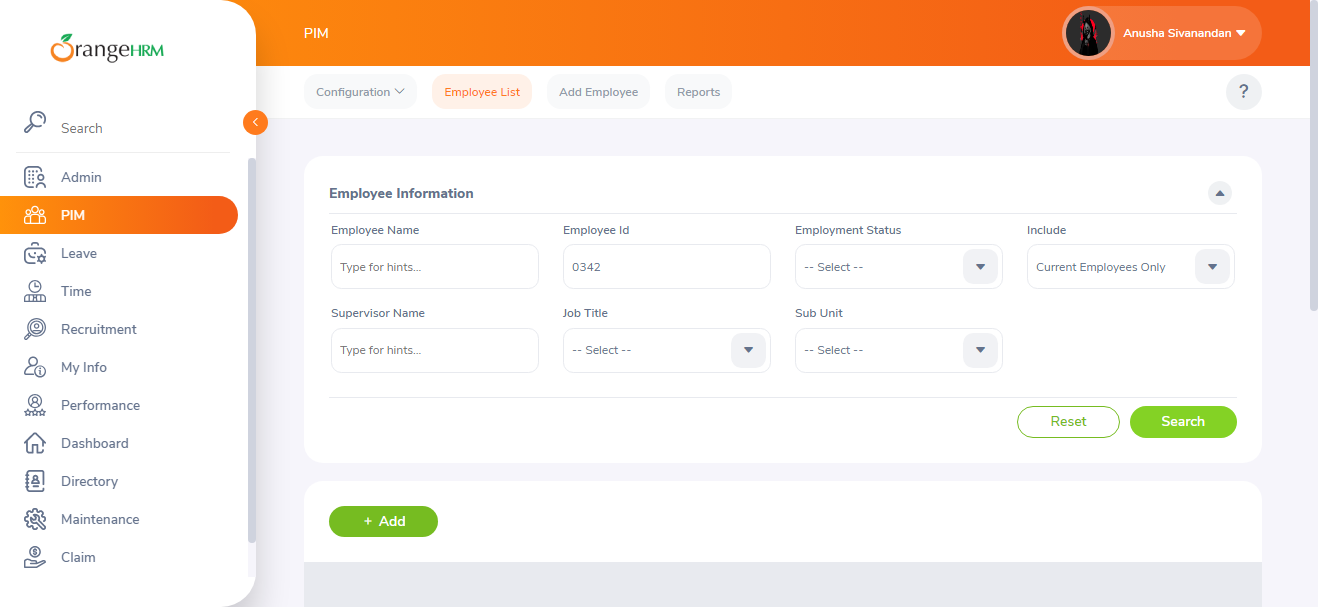 OrangeHRM
PIM
Anusha Sivanandan
Configuration
Employee List
Add Employee
Reports
?
Search
Admin
PIM
Leave
Time
Recruitment
My Info
Performance
Dashboard
Directory
Maintenance
Claim
Employee Information
Employee Name
Employee Id
Employment Status
Include
Type for hints...
0342
-- Select --
Current Employees Only
Supervisor Name
Job Title
Sub Unit
Type for hints...
-- Select --
-- Select --
Reset
Search
+ Add